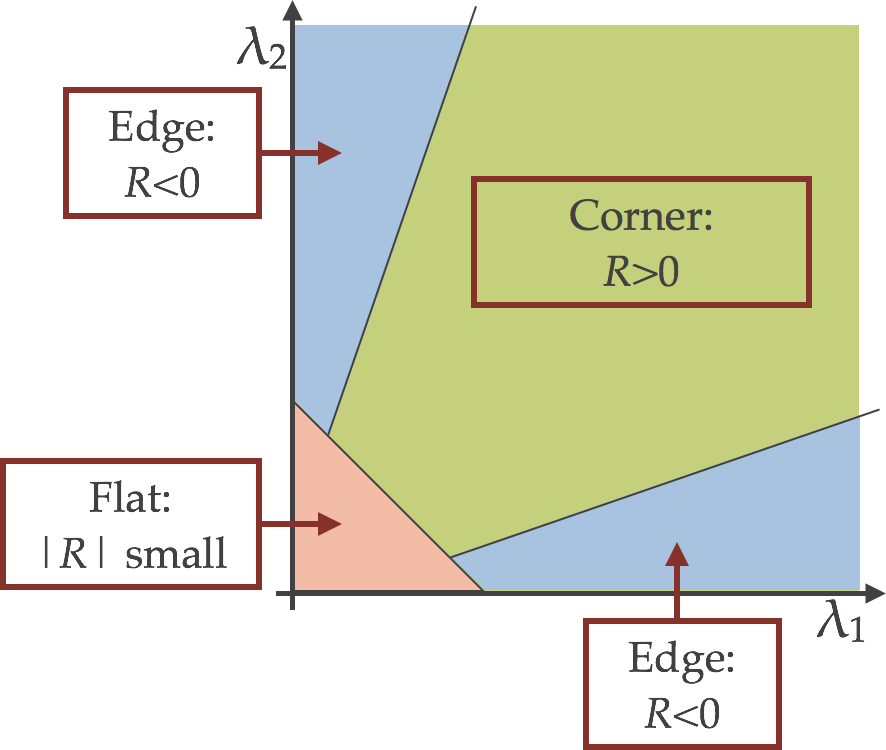 λ₂
Edge:
R<0
Corner:
R>0
Flat:
|R| small
λ₁
Edge:
R<0